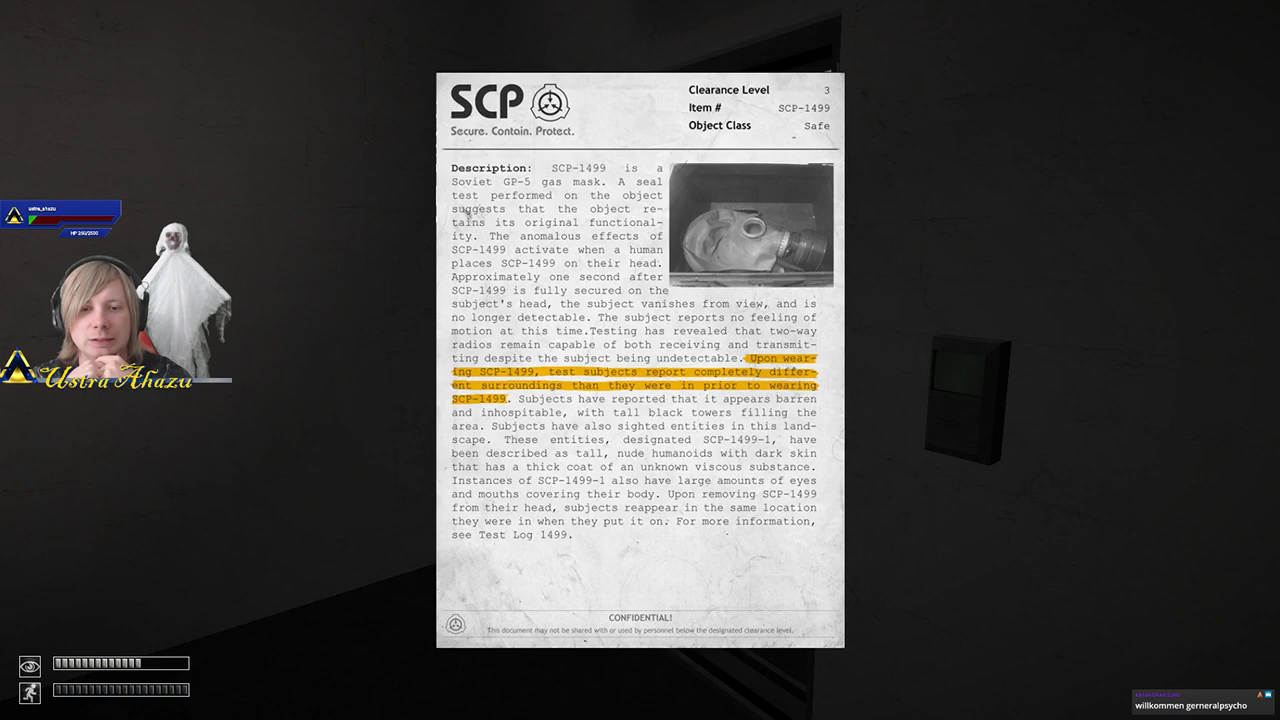 SCP
Secure. Contain. Protect.
Clearance Level 3
Item # SCP-1499
Object Class Safe
Description: SCP-1499 is a
Soviet GP-5 gas mask. A seal
test performed on the object
suggests that the object re-
tains its original functional-
ity. The anomalous effects of
SCP-1499 activate when a human
places SCP-1499 on their head.
Approximately one second after
SCP-1499 is fully secured on the
subject's head, the subject vanishes from view, and is
no longer detectable. The subject reports no feeling of
motion at this time.Testing has revealed that two-way
radios remain capable of both receiving and transmit-
ting despite the subject being undetectable. Upon wear-
ing SCP-1499, test subjects report completely differ-
ent surroundings than they were in prior to wearing
SCP-1499. Subjects have reported that it appears barren
and inhospitable, with tall black towers filling the
area. Subjects have also sighted entities in this land-
scape. These entities, designated SCP-1499-1, have
been described as tall, nude humanoids with dark skin
that has a thick coat of an unknown viscous substance.
Instances of SCP-1499-1 also have large amounts of eyes
and mouths covering their body. Upon removing SCP-1499
from their head, subjects reappear in the same location
they were in when they put it on. For more information,
see Test Log 1499.
CONFIDENTIAL!
This document may not be shared with or used by personnel below the designated clearance level.
ustra_ahazu
HP 250/2500
Ustra Ahazu
willkommen gerneralpsycho